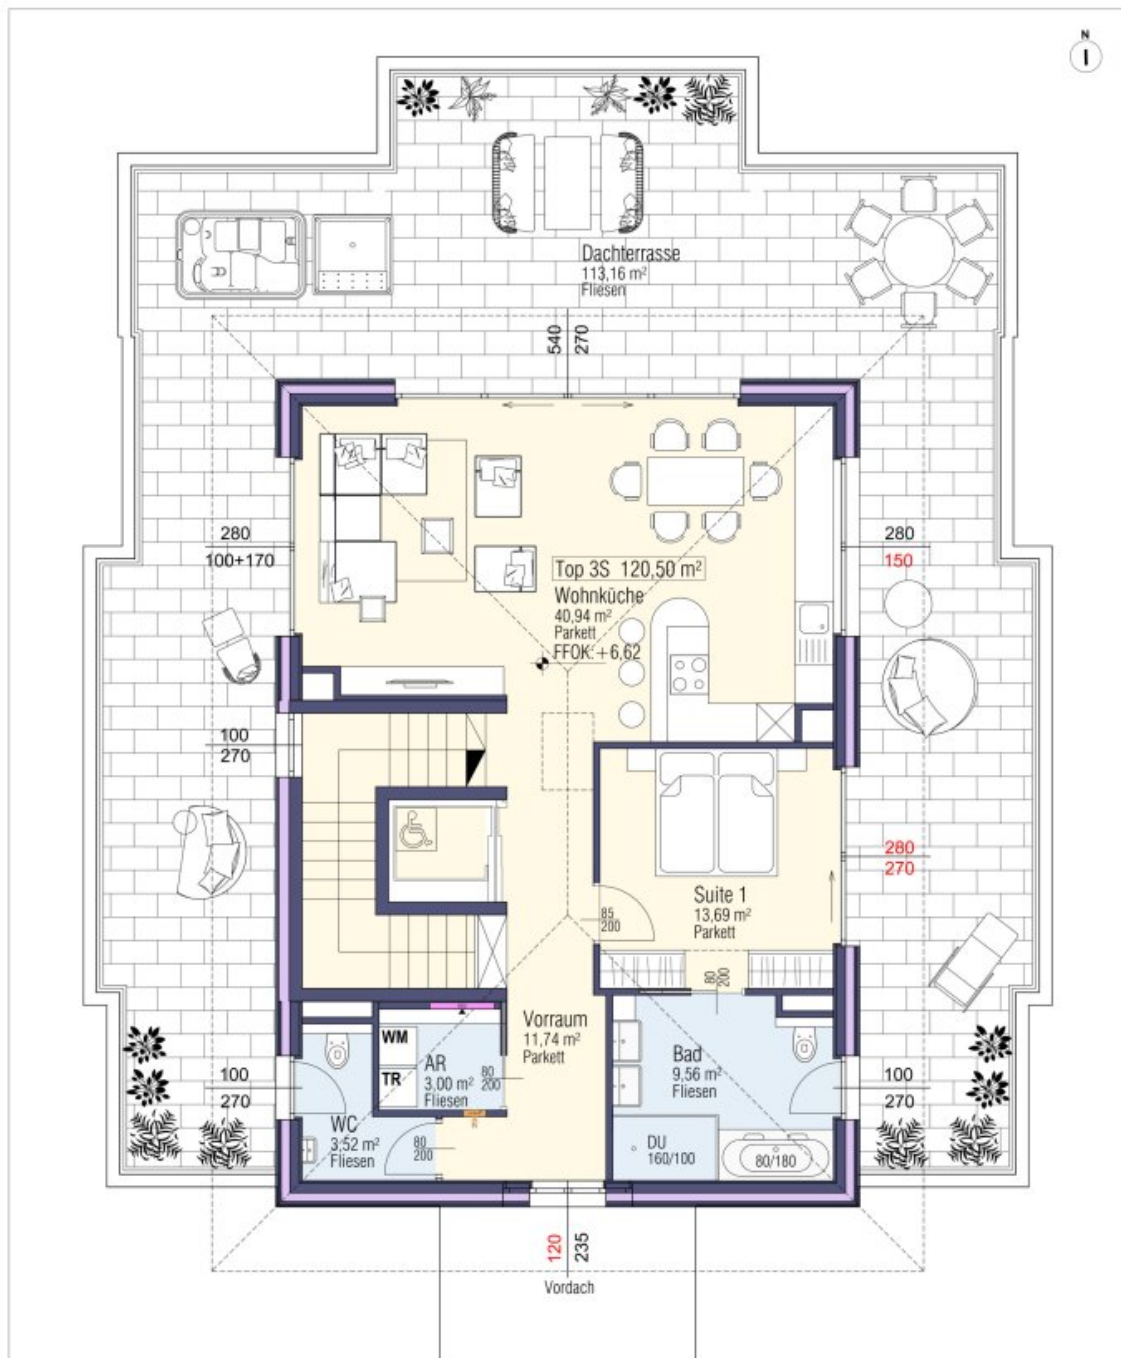 N
Dachterrasse
113,16 m²
Fliesen
540
270
280
100+170
280
150
Top 3S 120,50 m²
Wohnküche
40,94 m²
Parkett
FFOK: +6,62
100
270
280
270
Suite 1
13,69 m²
Parkett
85
200
80
200
Vorraum
11,74 m²
Parkett
WM
TR
AR
3,00 m²
Fliesen
80
200
Bad
9,56 m²
Fliesen
100
270
100
270
WC
3,52 m²
Fliesen
80
200
DU
160/100
80/180
120
235
Vordach